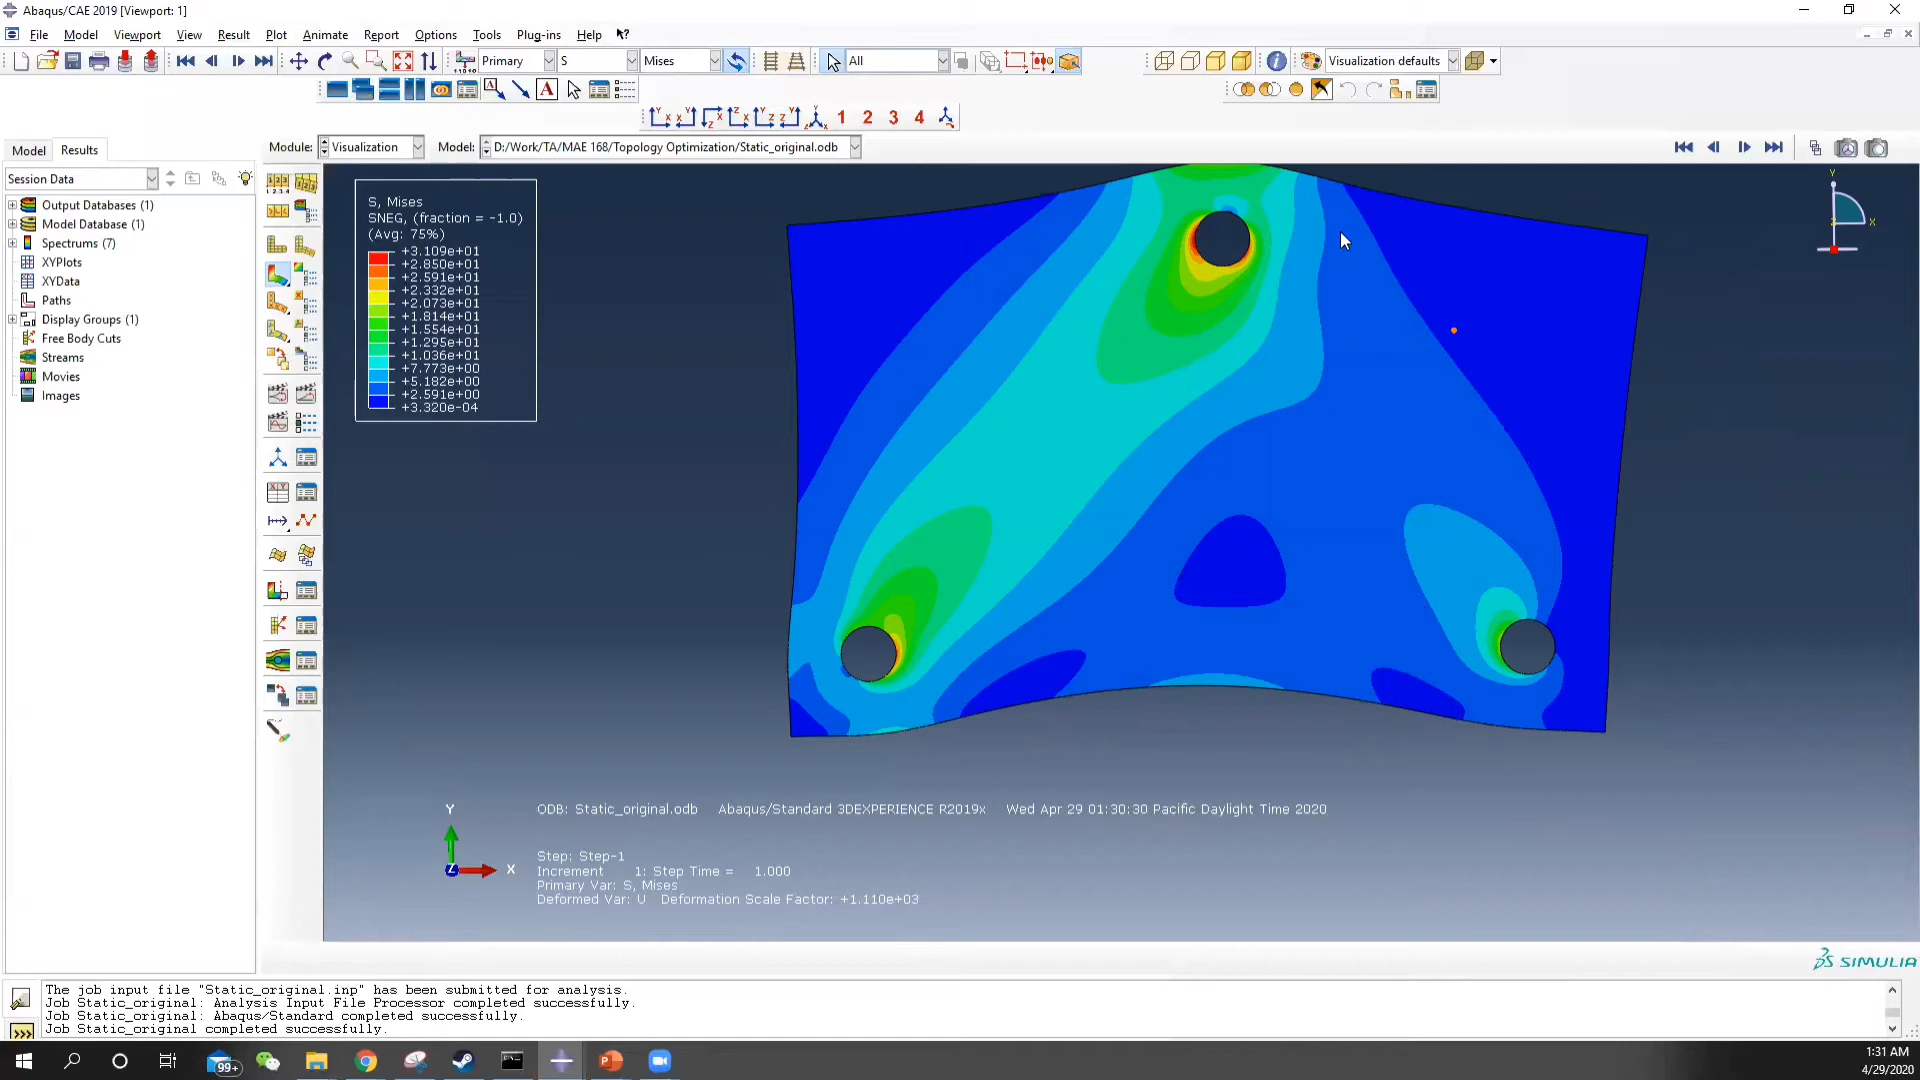 Abaqus/CAE 2019 [Viewport: 1]
File Model Viewport View Result Plot Animate Report Options Tools Plug-ins Help
Primary S Mises All Visualization defaults
1 2 3 4
Model Results Module: Visualization Model: D:/Work/TA/MAE 168/Topology Optimization/Static_original.odb
Session Data
Output Databases (1)
Model Database (1)
Spectrums (7)
XYPlots
XYData
Paths
Display Groups (1)
Free Body Cuts
Streams
Movies
Images
S, Mises
SNEG, (fraction = -1.0)
(Avg: 75%)
+3.109e+01
+2.850e+01
+2.591e+01
+2.332e+01
+2.073e+01
+1.814e+01
+1.554e+01
+1.295e+01
+1.036e+01
+7.773e+00
+5.182e+00
+2.591e+00
+3.320e-04
Y
X
Y
Z
X
ODB: Static_original.odb Abaqus/Standard 3DEXPERIENCE R2019x Wed Apr 29 01:30:30 Pacific Daylight Time 2020
Step: Step-1
Increment 1: Step Time = 1.000
Primary Var: S, Mises
Deformed Var: U Deformation Scale Factor: +1.110e+03
SIMULIA
The job input file "Static_original.inp" has been submitted for analysis.
Job Static_original: Analysis Input File Processor completed successfully.
Job Static_original: Abaqus/Standard completed successfully.
Job Static_original completed successfully.
>>>
99+
1:31 AM
4/29/2020